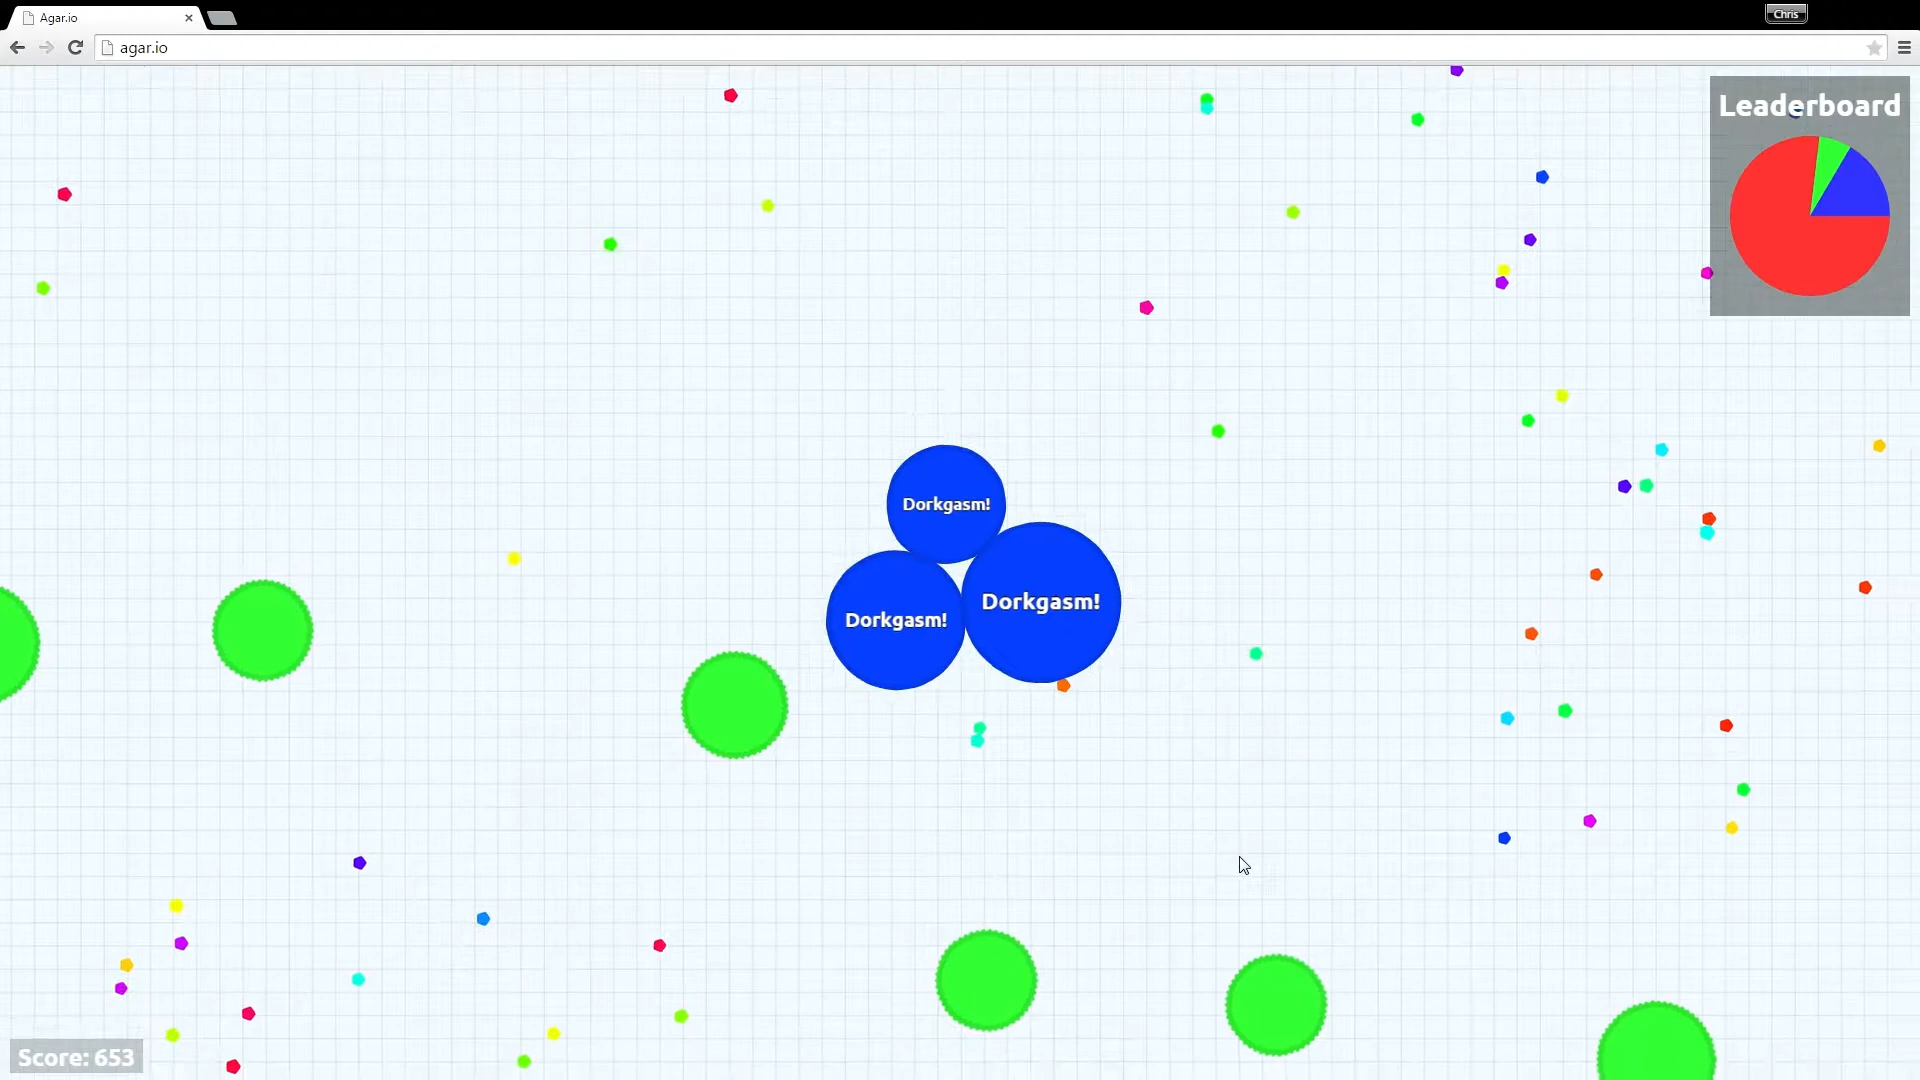 Agar.io
Chris
agar.io
Leaderboard
Dorkgasm!
Dorkgasm!
Dorkgasm!
Score: 653